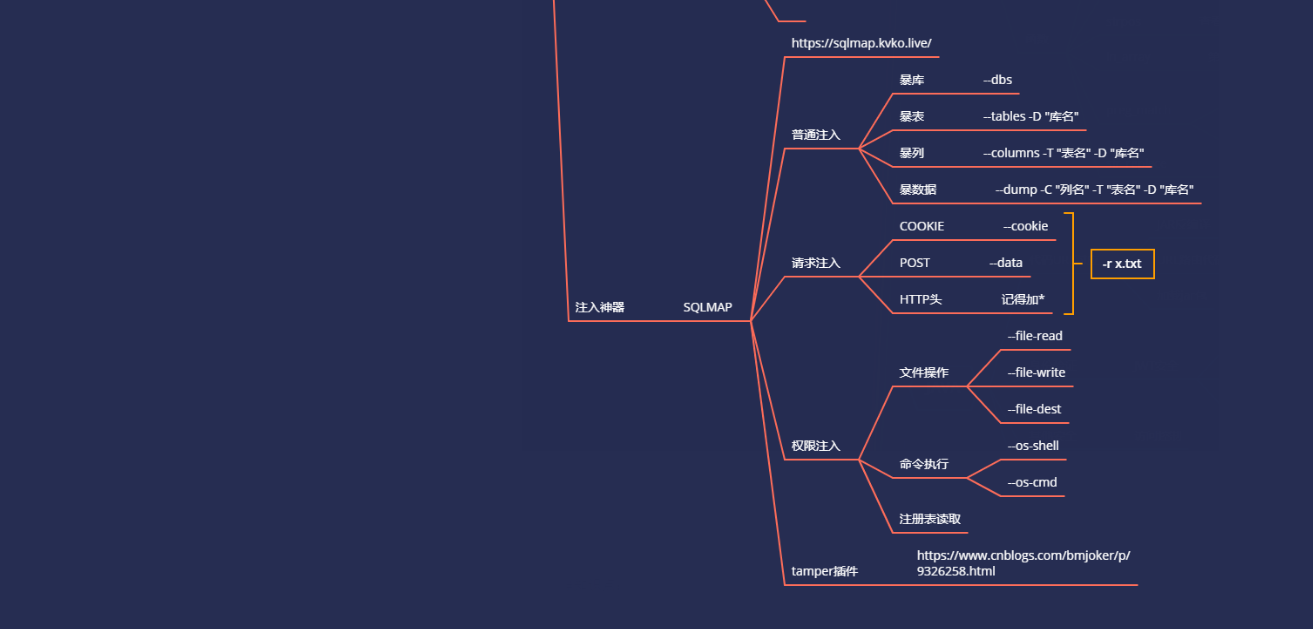 https://sqlmap.kvko.live/
暴库 --dbs
暴表 --tables -D "库名"
普通注入
暴列 --columns -T "表名" -D "库名"
暴数据 --dump -C "列名" -T "表名" -D "库名"
COOKIE --cookie
请求注入 POST --data -r x.txt
HTTP头 记得加*
注入神器 SQLMAP
--file-read
文件操作 --file-write
--file-dest
权限注入 --os-shell
命令执行
--os-cmd
注册表读取
https://www.cnblogs.com/bmjoker/p/
tamper插件 9326258.html